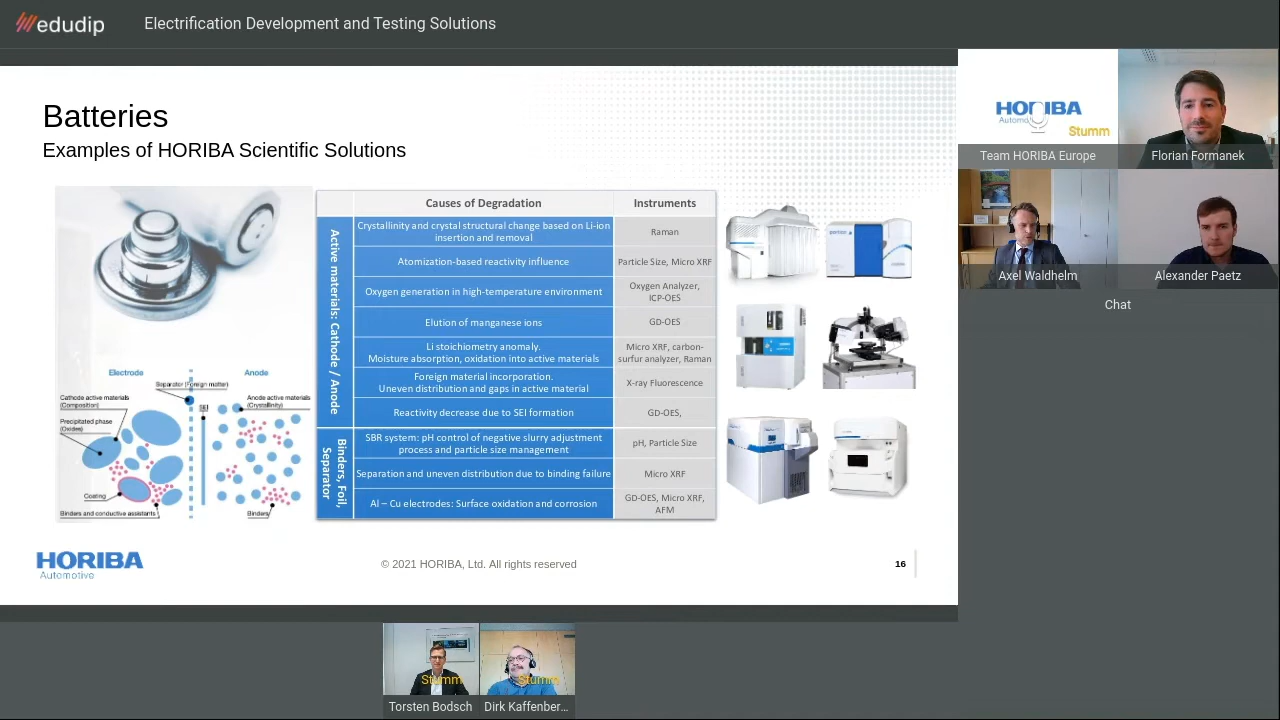 edudip
Electrification Development and Testing Solutions
Batteries
Examples of HORIBA Scientific Solutions
Electrode
Anode
Separator (Foreign matter)
Cathode active materials
(Composition)
SEI
Anode active materials
(Crystallinity)
Precipitated phase
(Oxides)
Coating
Binders and conductive assistants
Binders
Causes of Degradation
Instruments
Active materials: Cathode / Anode
Crystallinity and crystal structural change based on Li-ion
insertion and removal
Raman
Atomization-based reactivity influence
Particle Size, Micro XRF
Oxygen generation in high-temperature environment
Oxygen Analyzer,
ICP-OES
Elution of manganese ions
GD-OES
Li stoichiometry anomaly.
Moisture absorption, oxidation into active materials
Micro XRF, carbon-
surfur analyzer, Raman
Foreign material incorporation.
Uneven distribution and gaps in active material
X-ray Fluorescence
Reactivity decrease due to SEI formation
GD-OES,
Binders, Foil,
Separator
SBR system: pH control of negative slurry adjustment
process and particle size management
pH, Particle Size
Separation and uneven distribution due to binding failure
Micro XRF
Al – Cu electrodes: Surface oxidation and corrosion
GD-OES, Micro XRF,
AFM
partica
HORIBA
Automotive
© 2021 HORIBA, Ltd. All rights reserved
16
HORIBA
Stumm
Team HORIBA Europe
Florian Formanek
Axel Waldhelm
Alexander Paetz
Chat
Stumm
Stumm
Torsten Bodsch
Dirk Kaffenber...